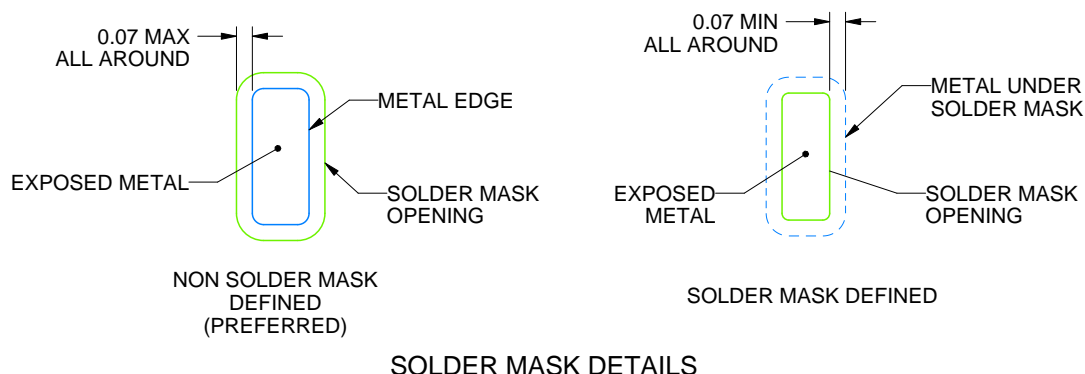 0.07 MAX
ALL AROUND
METAL EDGE
EXPOSED METAL
SOLDER MASK
OPENING
NON SOLDER MASK
DEFINED
(PREFERRED)
0.07 MIN
ALL AROUND
METAL UNDER
SOLDER MASK
EXPOSED
METAL
SOLDER MASK
OPENING
SOLDER MASK DEFINED
SOLDER MASK DETAILS